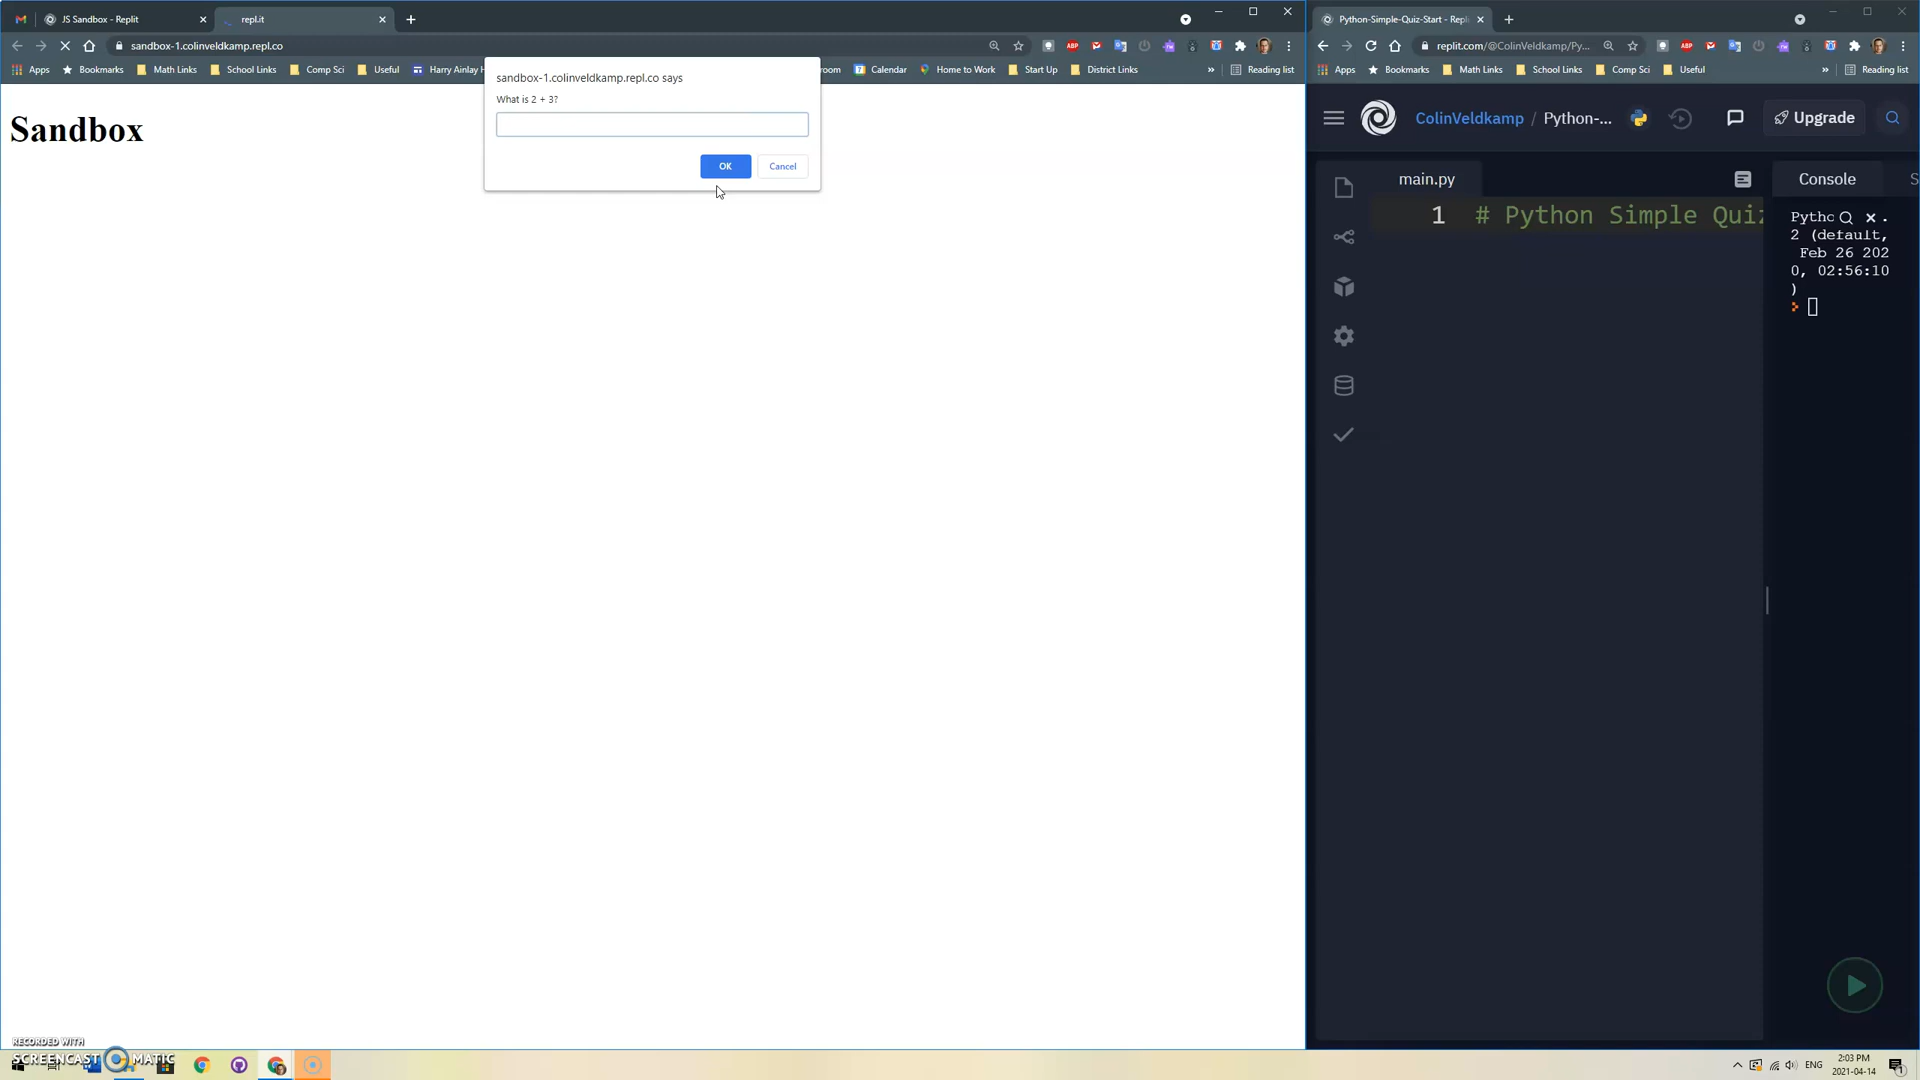 JS Sandbox - Replit
repl.it
sandbox-1.colinveldkamp.repl.co
Apps
Bookmarks
Math Links
School Links
Comp Sci
Useful
Harry Ainlay H
room
Calendar
Home to Work
Start Up
District Links
»
Reading list
sandbox-1.colinveldkamp.repl.co says
What is 2 + 3?
OK
Cancel
Sandbox
Python-Simple-Quiz-Start - Repli
replit.com/@ColinVeldkamp/Py...
Apps
Bookmarks
Math Links
School Links
Comp Sci
Useful
»
Reading list
ColinVeldkamp / Python-...
Upgrade
main.py
1 # Python Simple Quiz
Console
S
Pytho
.
2 (default,
Feb 26 202
0, 02:56:10
)
RECORDED WITH
SCREENCAST MATIC
ENG
2:03 PM
2021-04-14